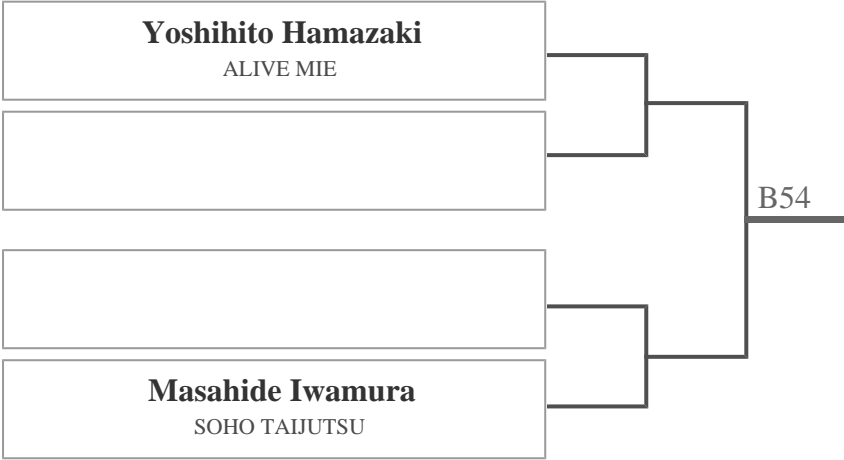 Yoshihito Hamazaki
ALIVE MIE
B54
Masahide Iwamura
SOHO TAIJUTSU